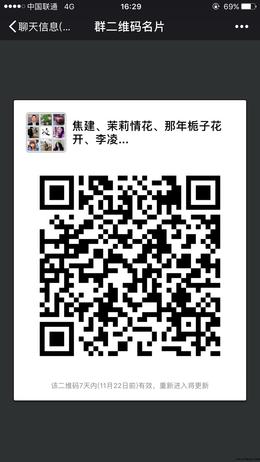 中国联通 4G 16:29 69%
聊天信息(... 群二维码名片
焦建、茉莉情花、那年栀子花
开、李凌...
该二维码7天内(11月22日前)有效，重新进入将更新